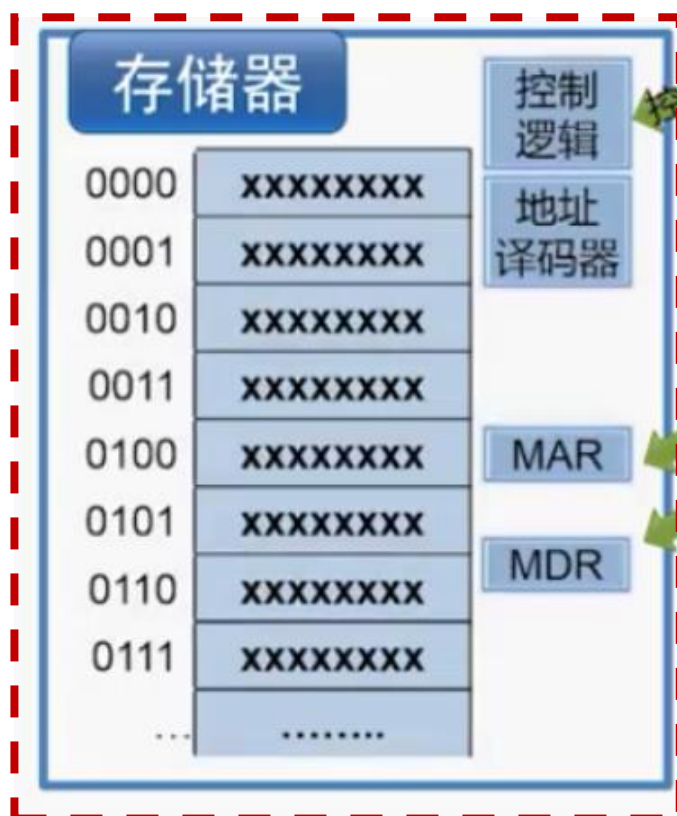 存储器
控制
逻辑
控
地址
译码器
0000 xxxxxxxx
0001 xxxxxxxx
0010 xxxxxxxx
0011 xxxxxxxx
0100 xxxxxxxx
MAR
0101 xxxxxxxx
0110 xxxxxxxx
MDR
0111 xxxxxxxx
... ........